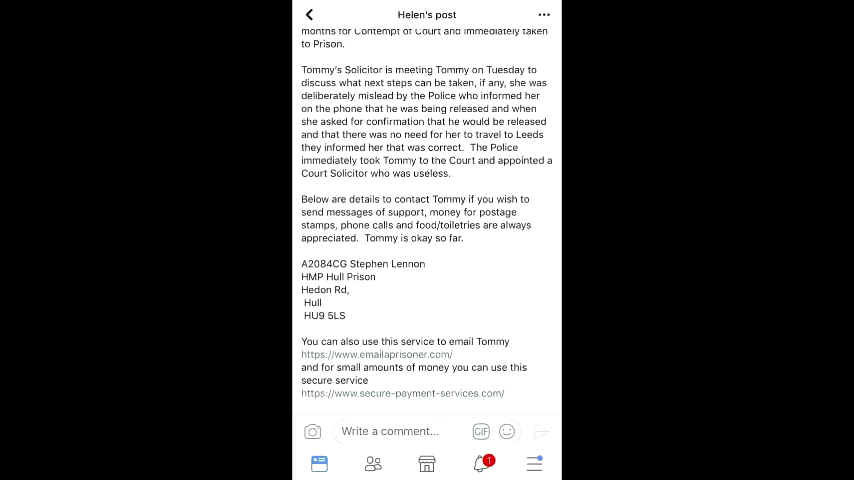 Helen's post
months for Contempt of Court and immediately taken
to Prison.
Tommy's Solicitor is meeting Tommy on Tuesday to
discuss what next steps can be taken, if any, she was
deliberately mislead by the Police who informed her
on the phone that he was being released and when
she asked for confirmation that he would be released
and that there was no need for her to travel to Leeds
they informed her that was correct.  The Police
immediately took Tommy to the Court and appointed a
Court Solicitor who was useless.
Below are details to contact Tommy if you wish to
send messages of support, money for postage
stamps, phone calls and food/toiletries are always
appreciated.  Tommy is okay so far.
A2084CG Stephen Lennon
HMP Hull Prison
Hedon Rd,
Hull
HU9 5LS
You can also use this service to email Tommy
https://www.emailaprisoner.com/
and for small amounts of money you can use this
secure service
https://www.secure-payment-services.com/
Write a comment...
GIF
1